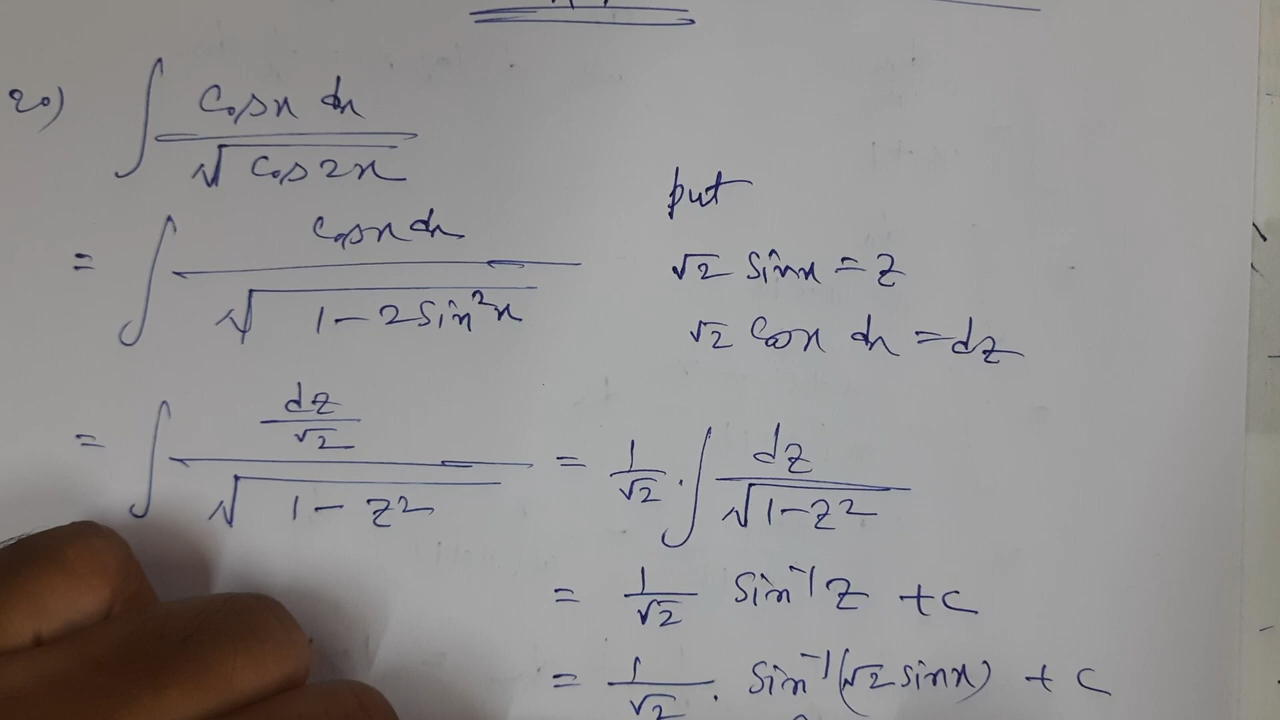 20) ∫ cosx dx / √cos2x
= ∫ cosx dx / √1-2sin²x
put
√2 sinx = z
√2 cosx dx = dz
= ∫ dz/√2 / √1-z² = 1/√2 . ∫ dz / √1-z²
= 1/√2 sin⁻¹z + c
= 1/√2 . sin⁻¹(√2 sinx) + c